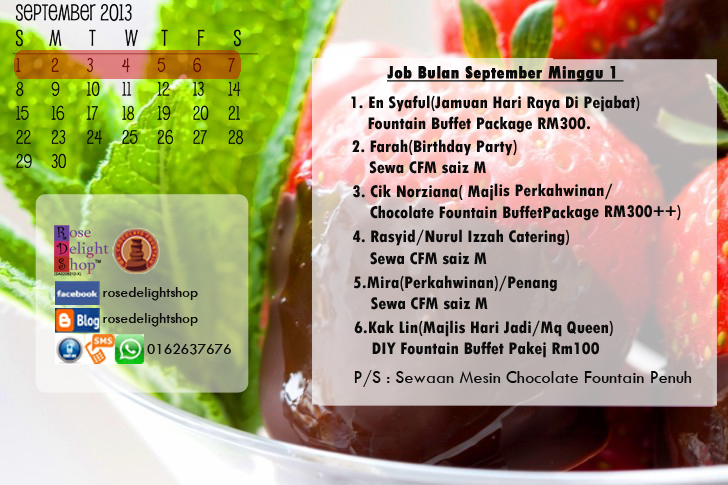 September 2013
S M T W T F S
1 2 3 4 5 6 7
8 9 10 11 12 13 14
15 16 17 18 19 20 21
22 23 24 25 26 27 28
29 30
Rose
Delight
Shop™
facebook rosedelightshop
Blog rosedelightshop
SMS 0162637676
Job Bulan September Minggu 1
1. En Syaful(Jamuan Hari Raya Di Pejabat)
Fountain Buffet Package RM300.
2. Farah(Birthday Party)
Sewa CFM saiz M
3. Cik Norziana( Majlis Perkahwinan/
Chocolate Fountain BuffetPackage RM300++)
4. Rasyid/Nurul Izzah Catering)
Sewa CFM saiz M
5.Mira(Perkahwinan)/Penang
Sewa CFM saiz M
6.Kak Lin(Majlis Hari Jadi/Mq Queen)
DIY Fountain Buffet Pakej Rm100
P/S : Sewaan Mesin Chocolate Fountain Penuh